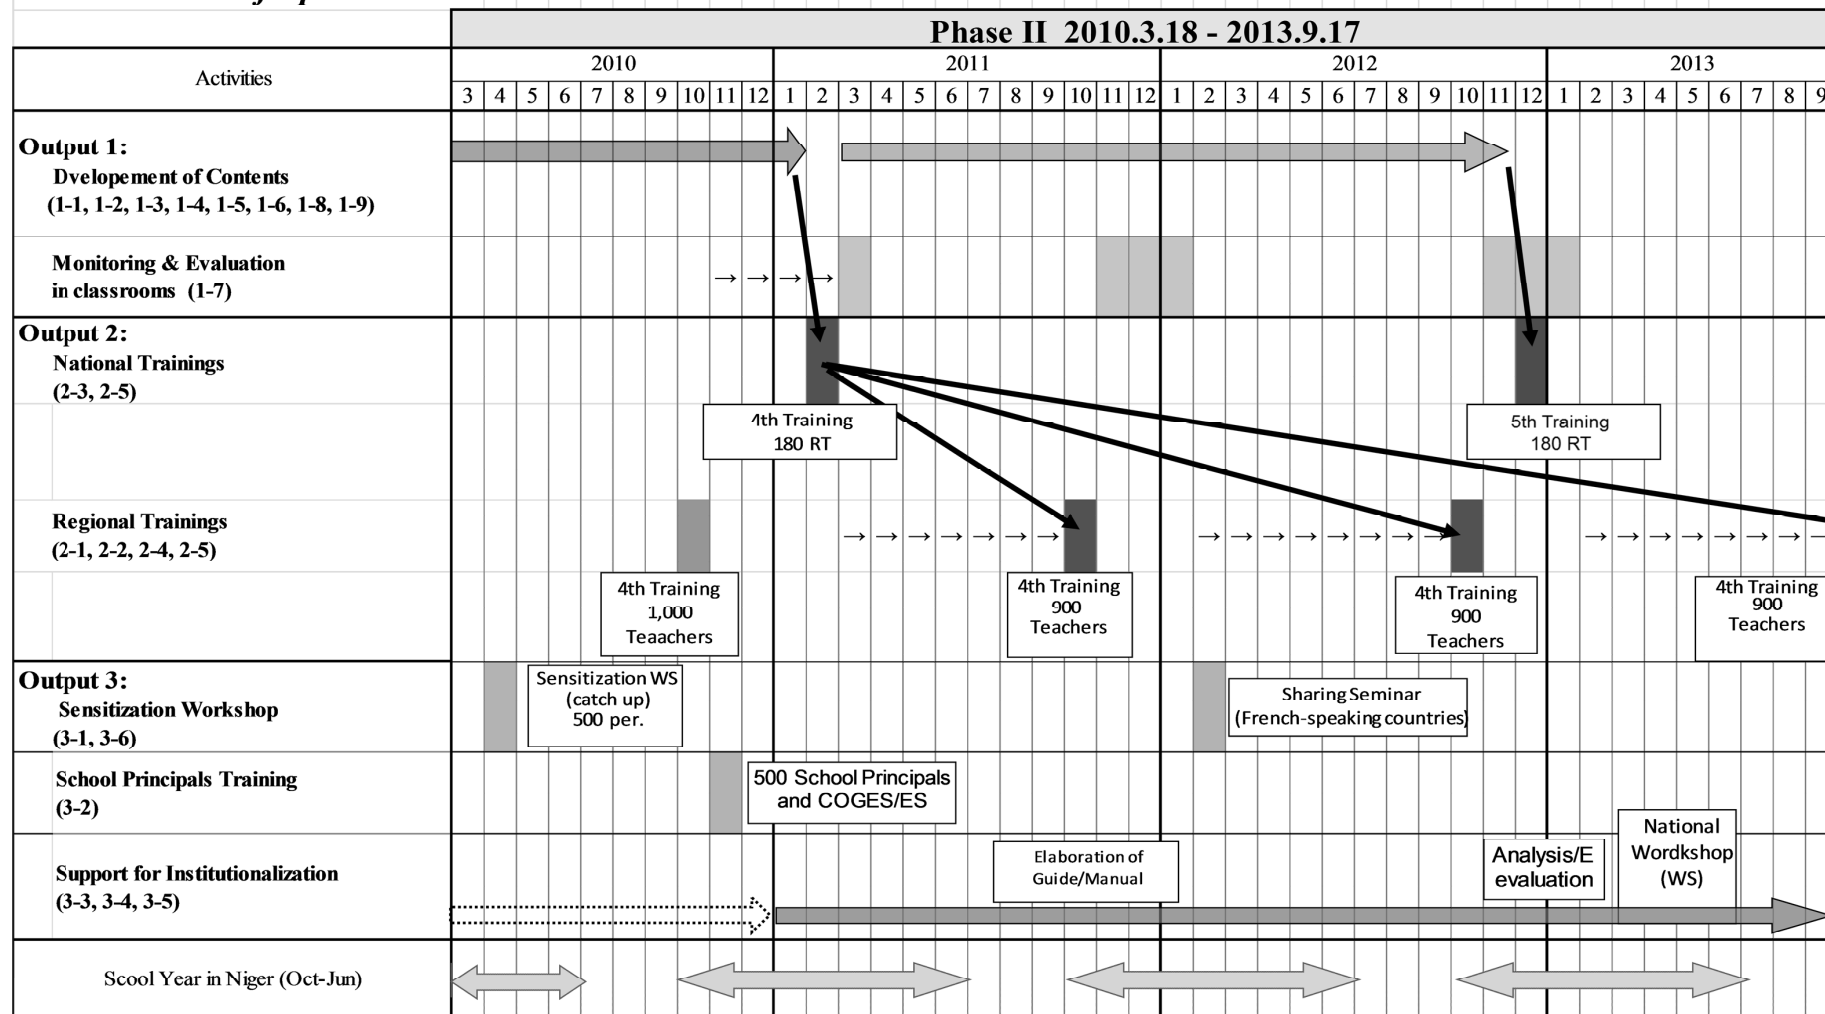 Phase II 2010.3.18 - 2013.9.17
Activities
2010 2011 2012 2013
3 4 5 6 7 8 9 10 11 12 1 2 3 4 5 6 7 8 9 10 11 12 1 2 3 4 5 6 7 8 9 10 11 12 1 2 3 4 5 6 7 8 9
Output 1:
Dvelopement of Contents
(1-1, 1-2, 1-3, 1-4, 1-5, 1-6, 1-8, 1-9)
Monitoring & Evaluation
in classrooms (1-7)
→ → → →
Output 2:
National Trainings
(2-3, 2-5)
4th Training
180 RT
5th Training
180 RT
Regional Trainings
(2-1, 2-2, 2-4, 2-5)
→ → → → → → → → → → → → → → → → → → → → → →
4th Training
1,000
Teaachers
4th Training
900
Teachers
4th Training
900
Teachers
4th Training
900
Teachers
Output 3:
Sensitization Workshop
(3-1, 3-6)
Sensitization WS
(catch up)
500 per.
Sharing Seminar
(French-speaking countries)
School Principals Training
(3-2)
500 School Principals
and COGES/ES
Support for Institutionalization
(3-3, 3-4, 3-5)
Elaboration of
Guide/Manual
Analysis/E
evaluation
National
Wordkshop
(WS)
Scool Year in Niger (Oct-Jun)